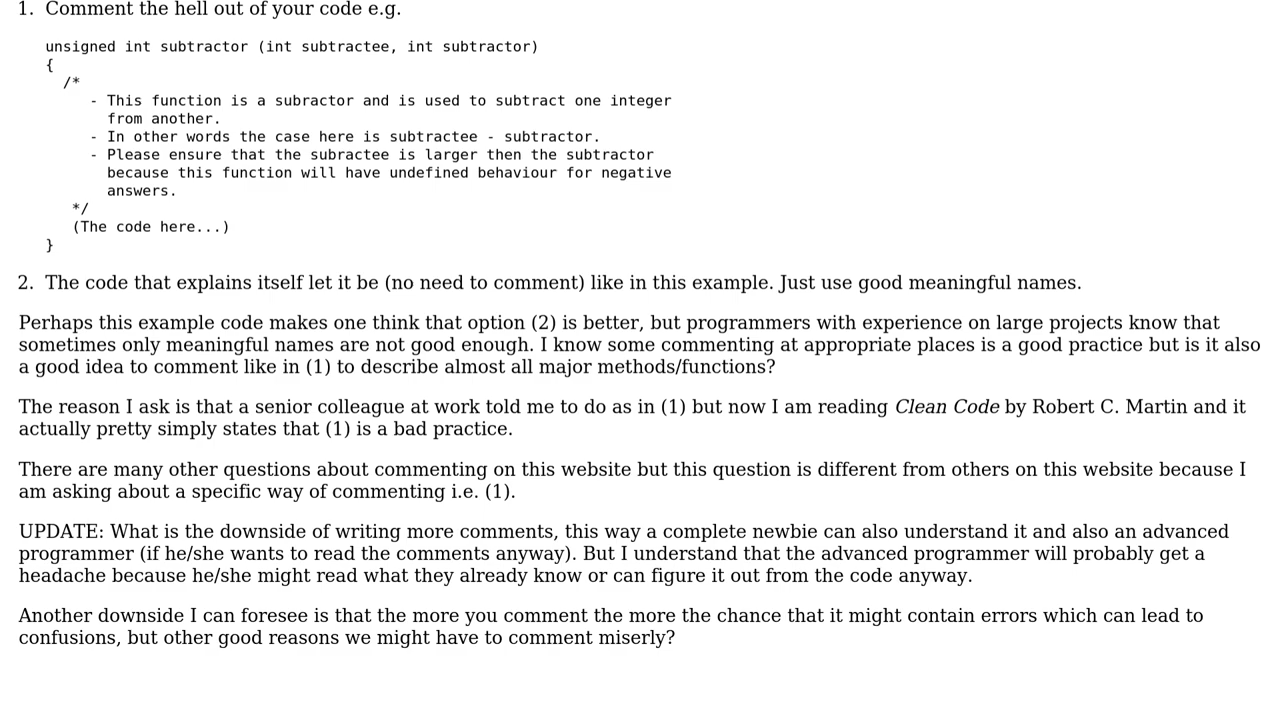 1. Comment the hell out of your code e.g.
unsigned int subtractor (int subtractee, int subtractor)
{
/*
- This function is a subractor and is used to subtract one integer
from another.
- In other words the case here is subtractee - subtractor.
- Please ensure that the subractee is larger then the subtractor
because this function will have undefined behaviour for negative
answers.
*/
(The code here...)
}
2. The code that explains itself let it be (no need to comment) like in this example. Just use good meaningful names.
Perhaps this example code makes one think that option (2) is better, but programmers with experience on large projects know that
sometimes only meaningful names are not good enough. I know some commenting at appropriate places is a good practice but is it also
a good idea to comment like in (1) to describe almost all major methods/functions?
The reason I ask is that a senior colleague at work told me to do as in (1) but now I am reading Clean Code by Robert C. Martin and it
actually pretty simply states that (1) is a bad practice.
There are many other questions about commenting on this website but this question is different from others on this website because I
am asking about a specific way of commenting i.e. (1).
UPDATE: What is the downside of writing more comments, this way a complete newbie can also understand it and also an advanced
programmer (if he/she wants to read the comments anyway). But I understand that the advanced programmer will probably get a
headache because he/she might read what they already know or can figure it out from the code anyway.
Another downside I can foresee is that the more you comment the more the chance that it might contain errors which can lead to
confusions, but other good reasons we might have to comment miserly?